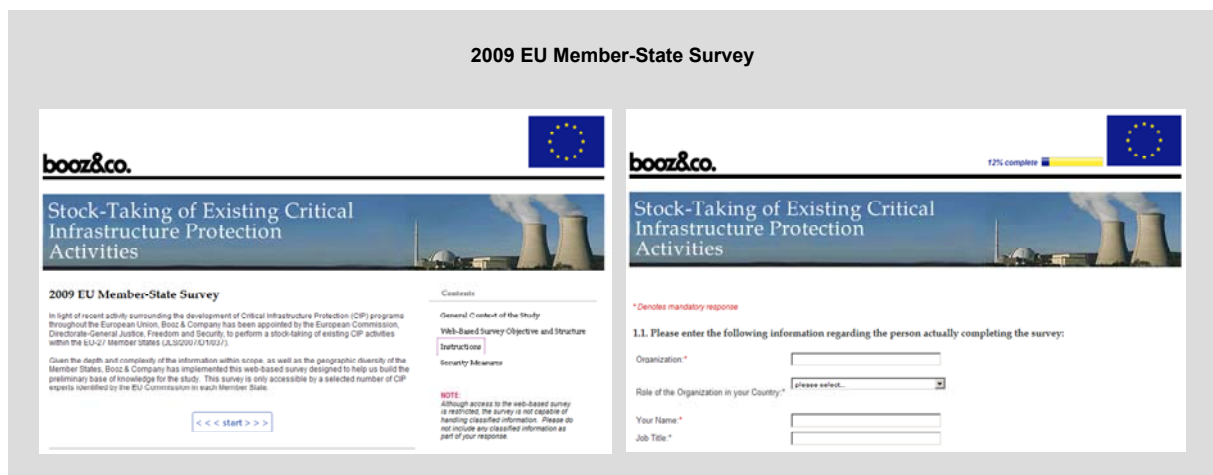 2009 EU Member-State Survey
booz&co.
Stock-Taking of Existing Critical
Infrastructure Protection
Activities
2009 EU Member-State Survey
In light of recent activity surrounding the development of Critical Infrastructure Protection (CIP) programs
throughout the European Union, Booz & Company has been appointed by the European Commission,
Directorate-General Justice, Freedom and Security, to perform a stock-taking of existing CIP activities
within the EU-27 Member States (JLS/2007/D1/037).
Given the depth and complexity of the information within scope, as well as the geographic diversity of the
Member States, Booz & Company has implemented this web-based survey designed to help us build the
preliminary base of knowledge for the study. This survey is only accessible by a selected number of CIP
experts identified by the EU Commission in each Member State.
< < < start > > >
Contents
General Context of the Study
Web-Based Survey Objective and Structure
Instructions
Security Measures
NOTE:
Although access to the web-based survey
is restricted, the survey is not capable of
handling classified information. Please do
not include any classified information as
part of your response.
booz&co.
12% complete
Stock-Taking of Existing Critical
Infrastructure Protection
Activities
* Denotes mandatory response
1.1. Please enter the following information regarding the person actually completing the survey:
Organization:*
Role of the Organization in your Country:*
please select...
Your Name:*
Job Title:*